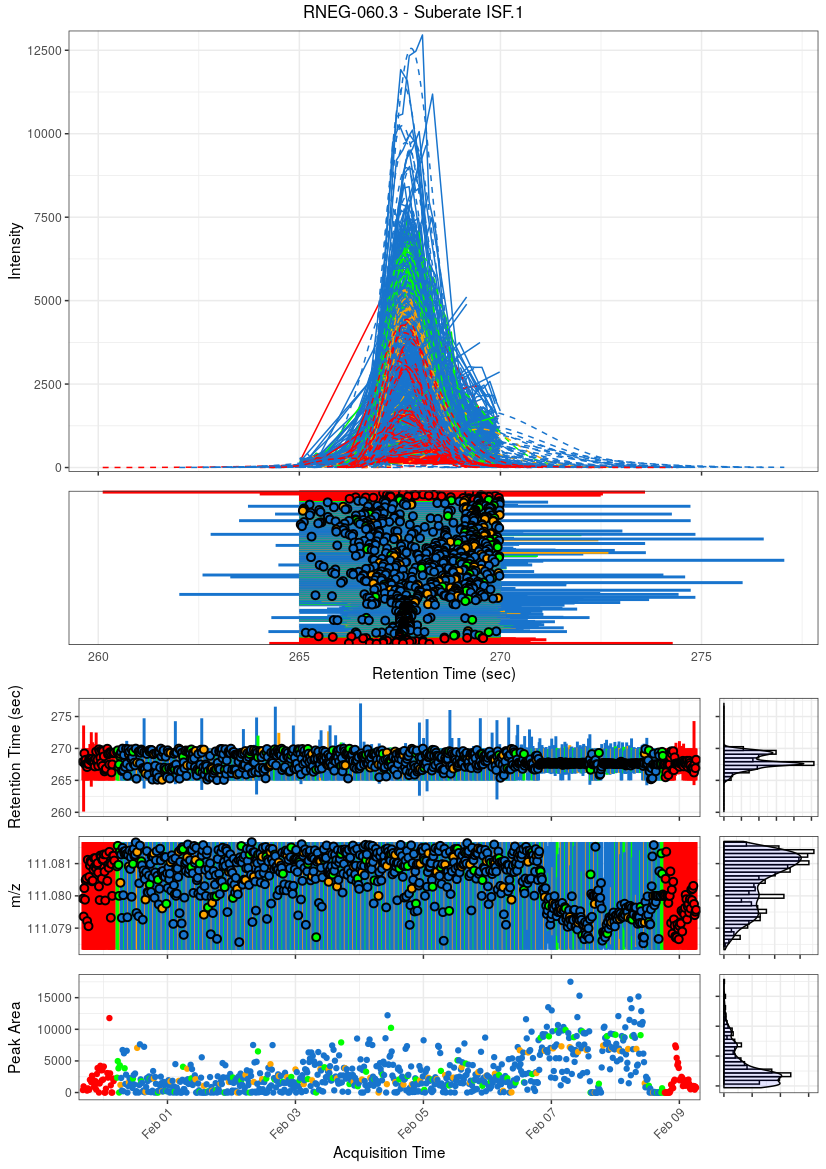 RNEG-060.3 - Suberate ISF.1
12500
10000
7500
5000
2500
0
Intensity
260
265
270
275
Retention Time (sec)
275
270
265
260
Retention Time (sec)
111.081
111.080
111.079
m/z
15000
10000
5000
0
Peak Area
Feb 01
Feb 03
Feb 05
Feb 07
Feb 09
Acquisition Time